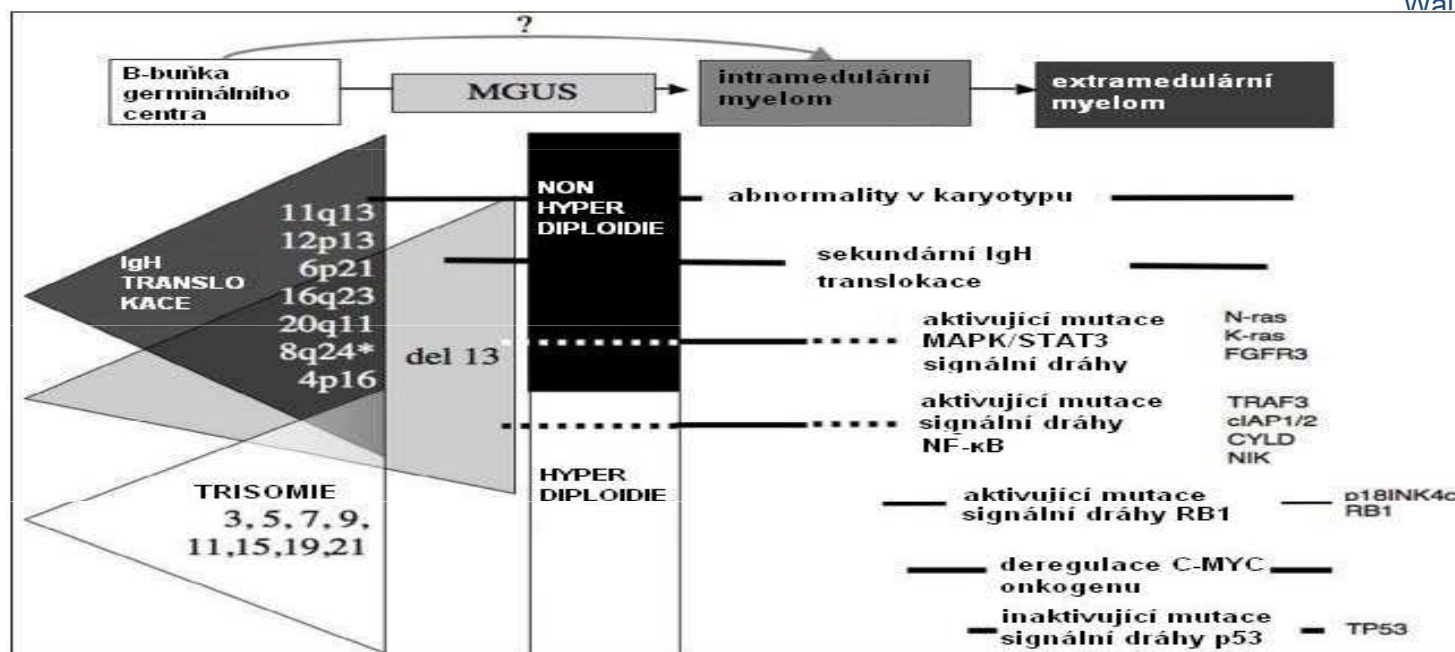 ?
B-buňka
germinálního
centra
MGUS
intramedulární
myelom
extramedulární
myelom
IgH
TRANSLO
KACE
11q13
12p13
6p21
16q23
20q11
8q24*
4p16
del 13
TRISOMIE
3, 5, 7, 9,
11,15,19,21
NON
HYPER
DIPLOIDIE
HYPER
DIPLOIDIE
abnormality v karyotypu
sekundární IgH
translokace
aktivující mutace
MAPK/STAT3
signální dráhy
N-ras
K-ras
FGFR3
aktivující mutace
signální dráhy
NF-κB
TRAF3
cIAP1/2
CYLD
NIK
aktivující mutace
signální dráhy RB1
p18INK4c
RB1
deregulace C-MYC
onkogenu
inaktivující mutace
signální dráhy p53
TP53